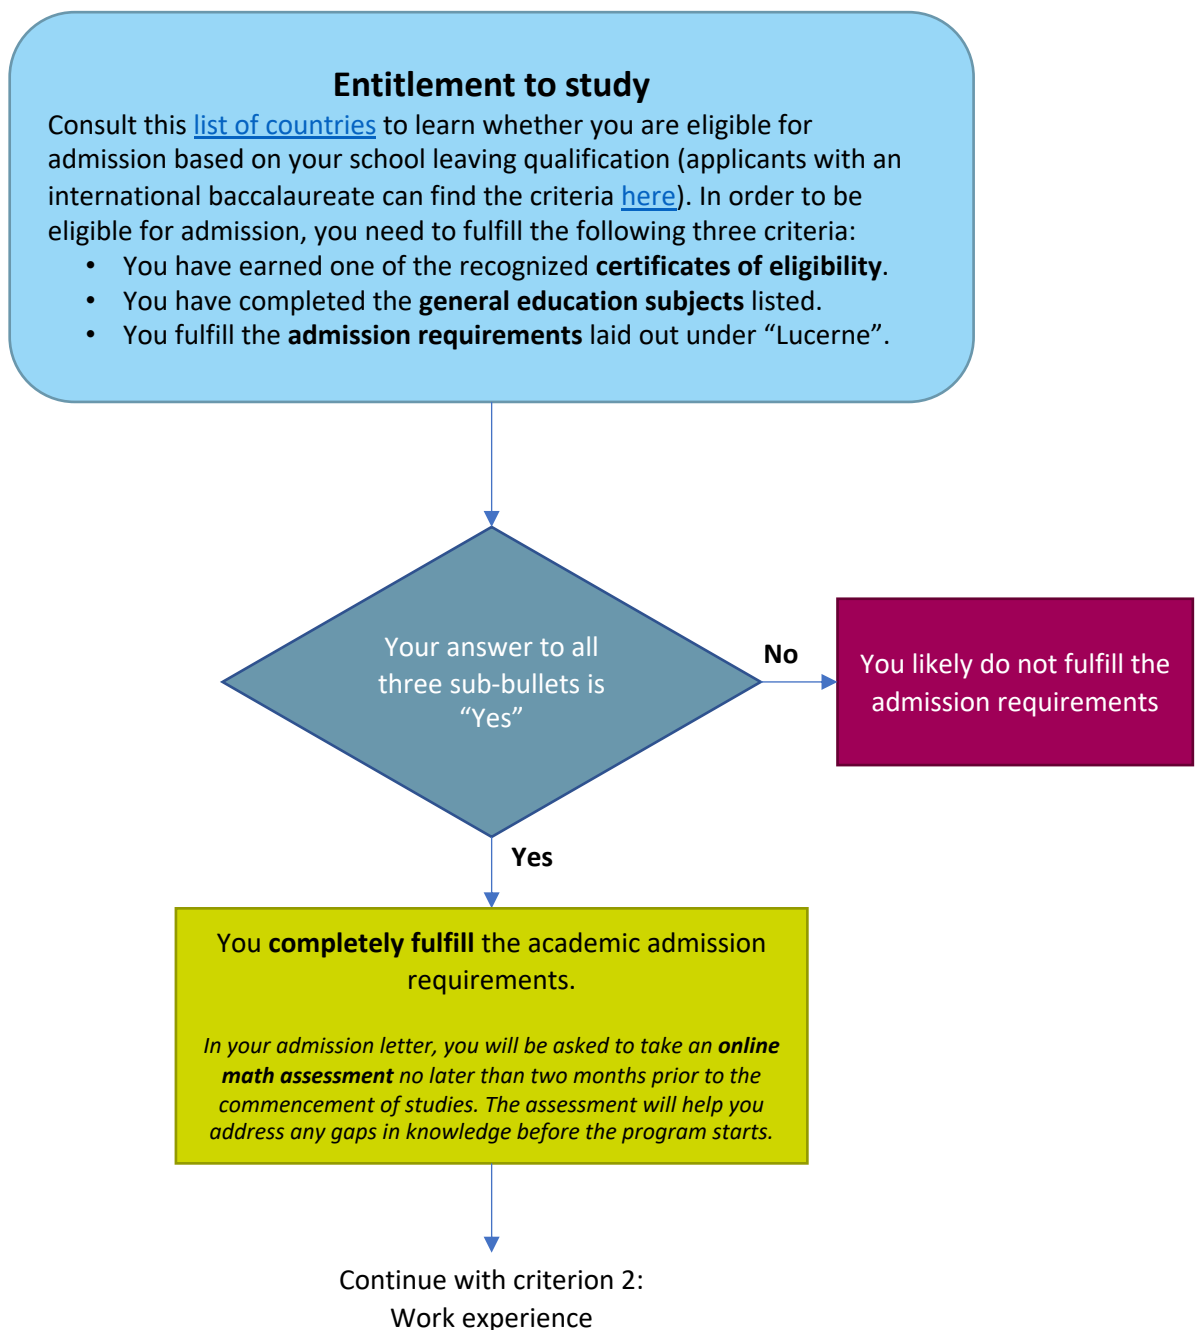 Entitlement to study
Consult this list of countries to learn whether you are eligible for
admission based on your school leaving qualification (applicants with an
international baccalaureate can find the criteria here). In order to be
eligible for admission, you need to fulfill the following three criteria:
• You have earned one of the recognized certificates of eligibility.
• You have completed the general education subjects listed.
• You fulfill the admission requirements laid out under “Lucerne”.
Your answer to all
three sub-bullets is
“Yes”
No
You likely do not fulfill the
admission requirements
Yes
You completely fulfill the academic admission
requirements.
In your admission letter, you will be asked to take an online
math assessment no later than two months prior to the
commencement of studies. The assessment will help you
address any gaps in knowledge before the program starts.
Continue with criterion 2:
Work experience